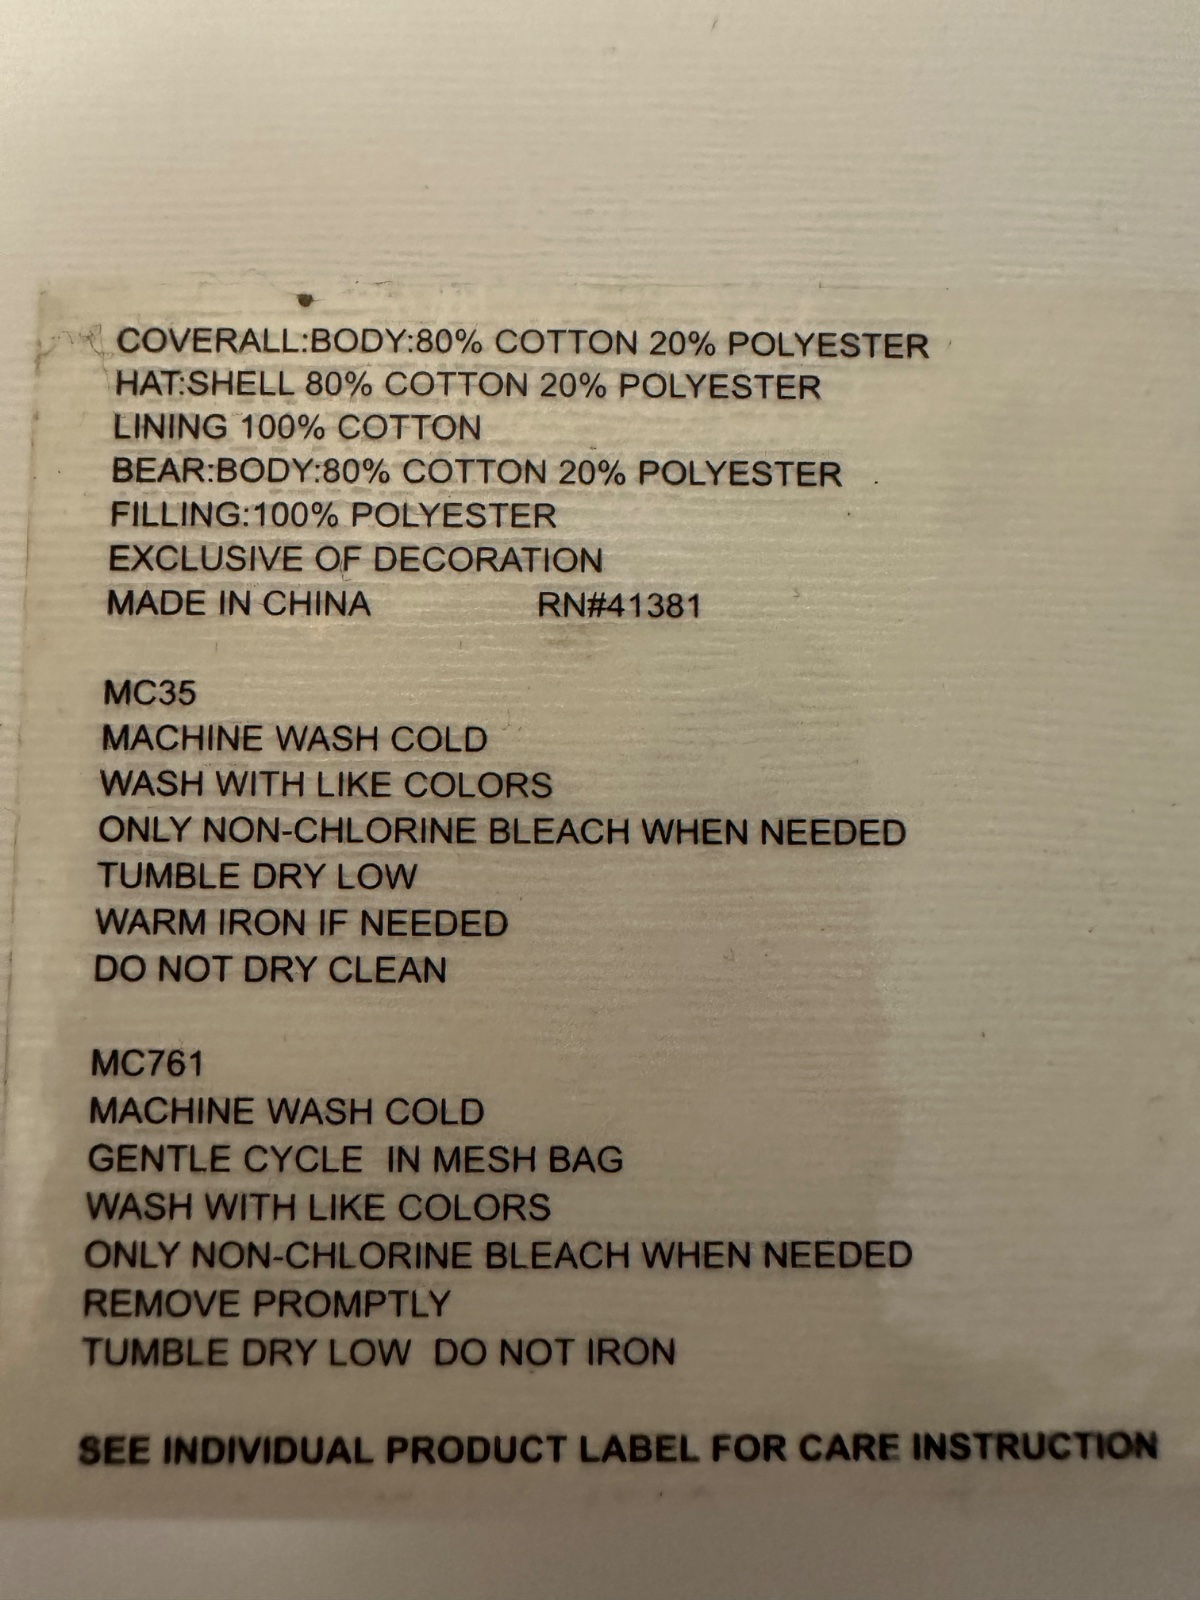 COVERALL:BODY:80% COTTON 20% POLYESTER
HAT:SHELL 80% COTTON 20% POLYESTER
LINING 100% COTTON
BEAR:BODY:80% COTTON 20% POLYESTER
FILLING:100% POLYESTER
EXCLUSIVE OF DECORATION
MADE IN CHINA RN#41381
MC35
MACHINE WASH COLD
WASH WITH LIKE COLORS
ONLY NON-CHLORINE BLEACH WHEN NEEDED
TUMBLE DRY LOW
WARM IRON IF NEEDED
DO NOT DRY CLEAN
MC761
MACHINE WASH COLD
GENTLE CYCLE IN MESH BAG
WASH WITH LIKE COLORS
ONLY NON-CHLORINE BLEACH WHEN NEEDED
REMOVE PROMPTLY
TUMBLE DRY LOW DO NOT IRON
SEE INDIVIDUAL PRODUCT LABEL FOR CARE INSTRUCTION